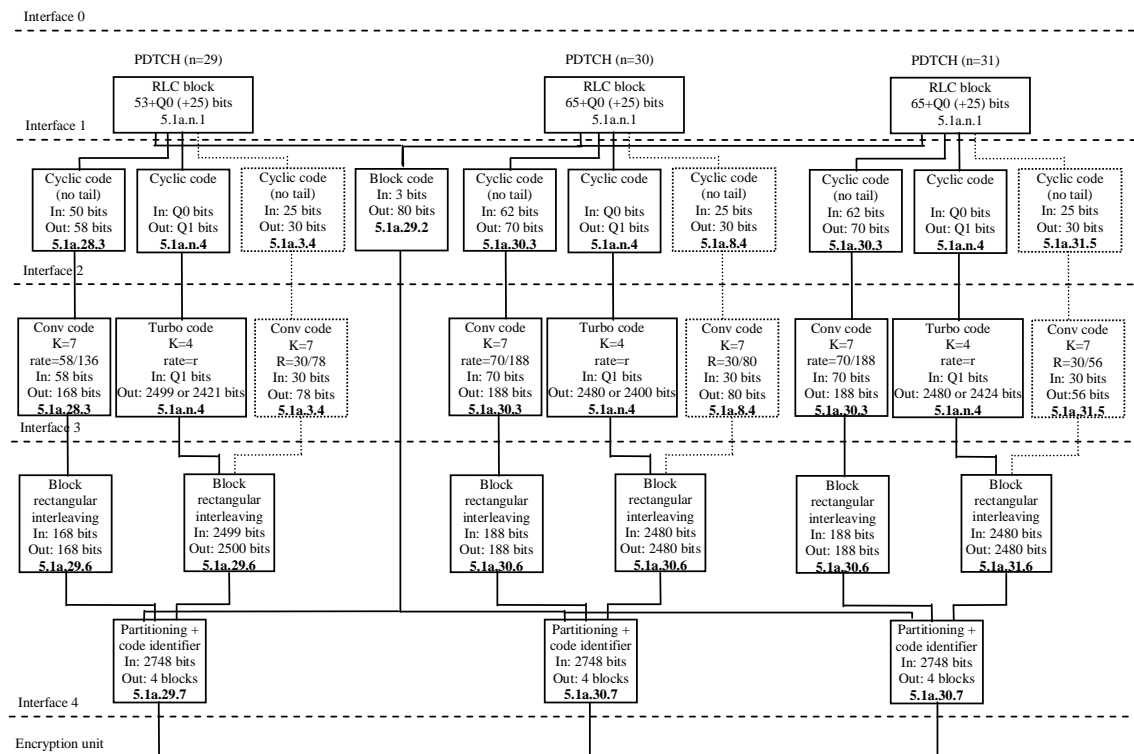 Interface 0
PDTCH (n=29)
PDTCH (n=30)
PDTCH (n=31)
RLC block
53+Q0 (+25) bits
5.1a.n.1
RLC block
65+Q0 (+25) bits
5.1a.n.1
RLC block
65+Q0 (+25) bits
5.1a.n.1
Interface 1
Cyclic code
(no tail)
In: 50 bits
Out: 58 bits
5.1a.28.3
Cyclic code
In: Q0 bits
Out: Q1 bits
5.1a.n.4
Cyclic code
(no tail)
In: 25 bits
Out: 30 bits
5.1a.3.4
Block code
In: 3 bits
Out: 80 bits
5.1a.29.2
Cyclic code
(no tail)
In: 62 bits
Out: 70 bits
5.1a.30.3
Cyclic code
In: Q0 bits
Out: Q1 bits
5.1a.n.4
Cyclic code
(no tail)
In: 25 bits
Out: 30 bits
5.1a.8.4
Cyclic code
(no tail)
In: 62 bits
Out: 70 bits
5.1a.30.3
Cyclic code
In: Q0 bits
Out: Q1 bits
5.1a.n.4
Cyclic code
(no tail)
In: 25 bits
Out: 30 bits
5.1a.31.5
Interface 2
Conv code
K=7
rate=58/136
In: 58 bits
Out: 168 bits
5.1a.28.3
Turbo code
K=4
rate=r
In: Q1 bits
Out: 2499 or 2421 bits
5.1a.n.4
Conv code
K=7
R=30/78
In: 30 bits
Out: 78 bits
5.1a.3.4
Conv code
K=7
rate=70/188
In: 70 bits
Out: 188 bits
5.1a.30.3
Turbo code
K=4
rate=r
In: Q1 bits
Out: 2480 or 2400 bits
5.1a.n.4
Conv code
K=7
R=30/80
In: 30 bits
Out: 80 bits
5.1a.8.4
Conv code
K=7
rate=70/188
In: 70 bits
Out: 188 bits
5.1a.30.3
Turbo code
K=4
rate=r
In: Q1 bits
Out: 2480 or 2424 bits
5.1a.n.4
Conv code
K=7
R=30/56
In: 30 bits
Out:56 bits
5.1a.31.5
Interface 3
Block
rectangular
interleaving
In: 168 bits
Out: 168 bits
5.1a.29.6
Block
rectangular
interleaving
In: 2499 bits
Out: 2500 bits
5.1a.29.6
Block
rectangular
interleaving
In: 188 bits
Out: 188 bits
5.1a.30.6
Block
rectangular
interleaving
In: 2480 bits
Out: 2480 bits
5.1a.30.6
Block
rectangular
interleaving
In: 188 bits
Out: 188 bits
5.1a.30.6
Block
rectangular
interleaving
In: 2480 bits
Out: 2480 bits
5.1a.31.6
Partitioning +
code identifier
In: 2748 bits
Out: 4 blocks
5.1a.29.7
Partitioning +
code identifier
In: 2748 bits
Out: 4 blocks
5.1a.30.7
Partitioning +
code identifier
In: 2748 bits
Out: 4 blocks
5.1a.30.7
Interface 4
Encryption unit